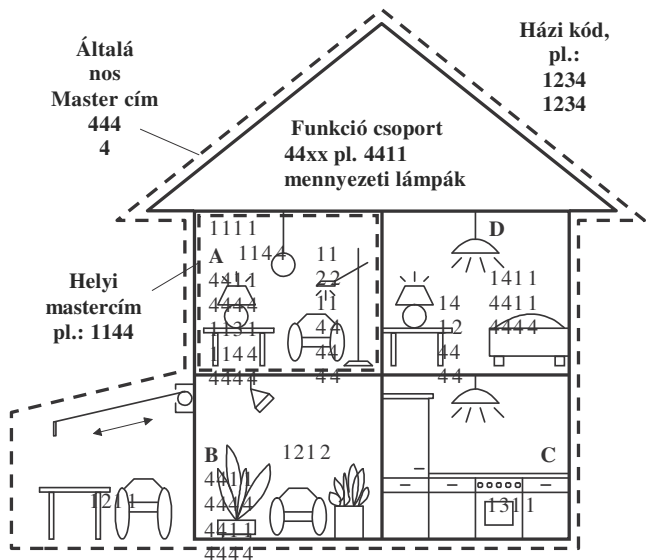 Általá
nos
Master cím
444
4
Házi kód,
pl.:
1234
1234
Funkció csoport
44xx pl. 4411
mennyezeti lámpák
Helyi
mastercím
pl.: 1144
1111
A
1144
4411
4444
1131
1144
4444
11
22
11
44
44
44
D
1411
4411
4444
14
12
44
44
B
1212
4411
4444
4411
4444
C
1311
1211